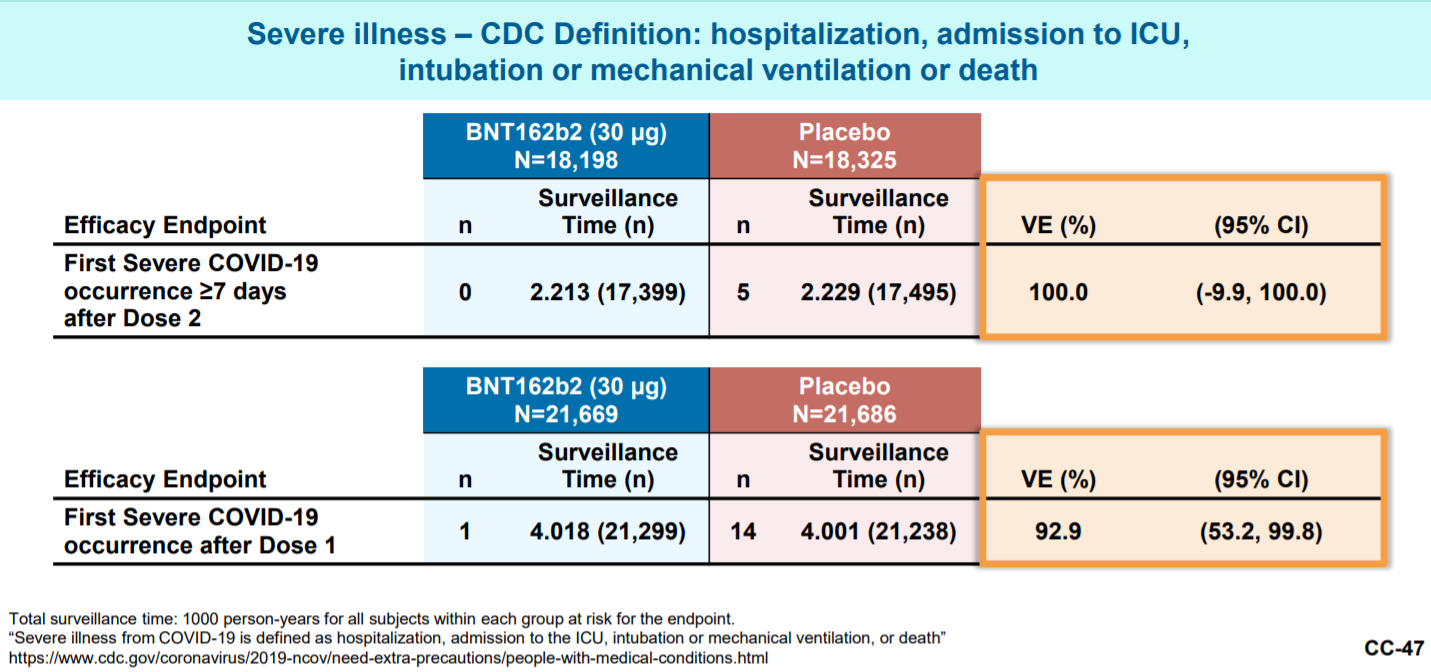 Severe illness – CDC Definition: hospitalization, admission to ICU,
intubation or mechanical ventilation or death
BNT162b2 (30 µg)
N=18,198
Placebo
N=18,325
Efficacy Endpoint
n
Surveillance
Time (n)
n
Surveillance
Time (n)
VE (%)
(95% CI)
First Severe COVID-19
occurrence ≥7 days
after Dose 2
0
2.213 (17,399)
5
2.229 (17,495)
100.0
(-9.9, 100.0)
BNT162b2 (30 µg)
N=21,669
Placebo
N=21,686
Efficacy Endpoint
n
Surveillance
Time (n)
n
Surveillance
Time (n)
VE (%)
(95% CI)
First Severe COVID-19
occurrence after Dose 1
1
4.018 (21,299)
14
4.001 (21,238)
92.9
(53.2, 99.8)
Total surveillance time: 1000 person-years for all subjects within each group at risk for the endpoint.
“Severe illness from COVID-19 is defined as hospitalization, admission to the ICU, intubation or mechanical ventilation, or death”
https://www.cdc.gov/coronavirus/2019-ncov/need-extra-precautions/people-with-medical-conditions.html
CC-47